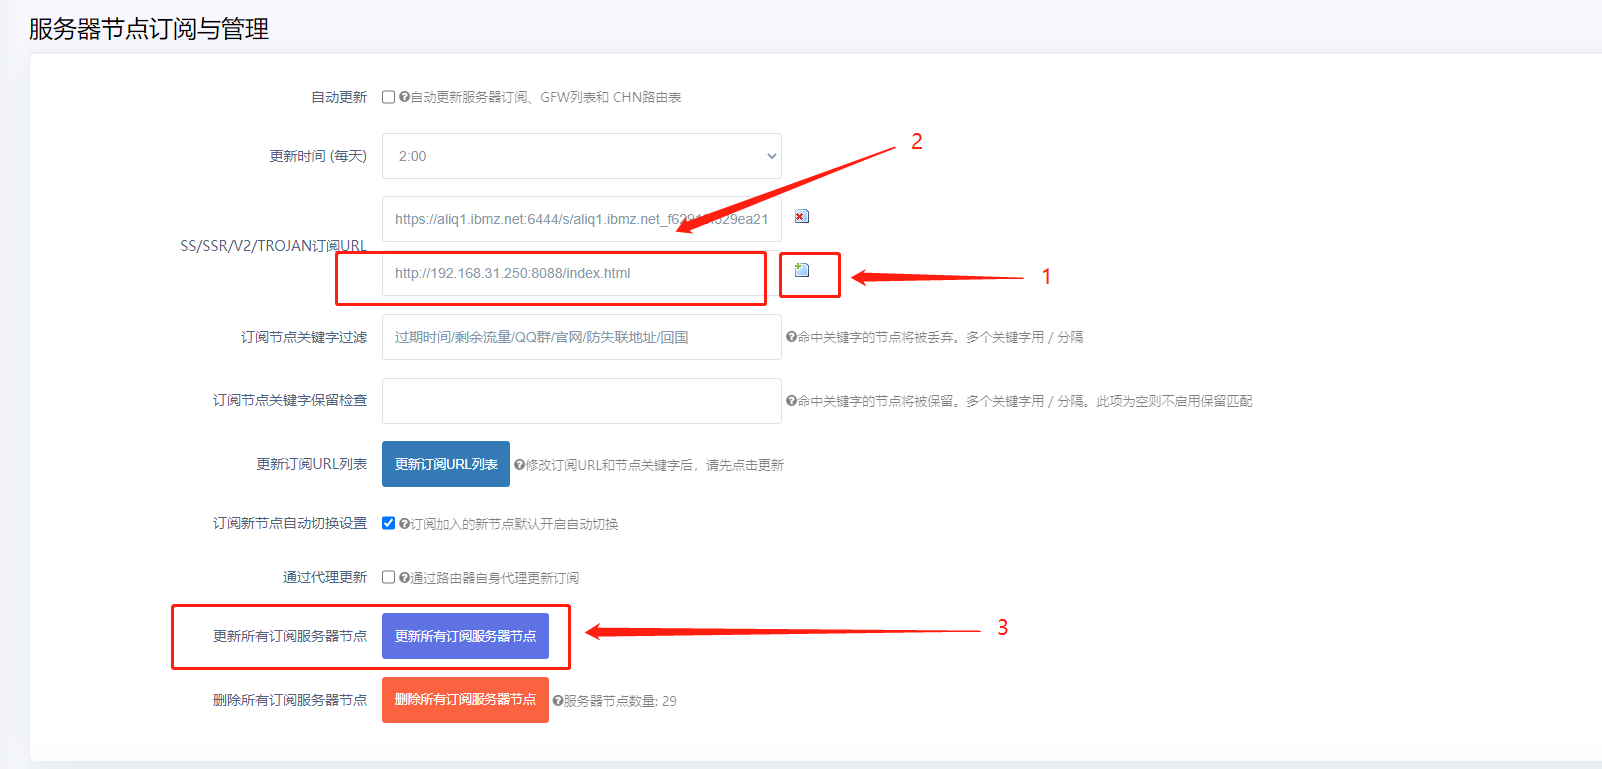 服务器节点订阅与管理
自动更新 自动更新服务器订阅、GFW列表和 CHN路由表
更新时间 (每天) 2:00
2
https://aliq1.ibmz.net:6444/s/aliq1.ibmz.net_f629
29ea21
SS/SSR/V2/TROJAN订阅URL
http://192.168.31.250:8088/index.html
1
订阅节点关键字过滤 过期时间/剩余流量/QQ群/官网/防失联地址/回国 命中关键字的节点将被丢弃。多个关键字用 / 分隔
订阅节点关键字保留检查 命中关键字的节点将被保留。多个关键字用 / 分隔。此项为空则不启用保留匹配
更新订阅URL列表 更新订阅URL列表 修改订阅URL和节点关键字后，请先点击更新
订阅新节点自动切换设置 订阅加入的新节点默认开启自动切换
通过代理更新 通过路由器自身代理更新订阅
更新所有订阅服务器节点 更新所有订阅服务器节点
3
删除所有订阅服务器节点 删除所有订阅服务器节点 服务器节点数量: 29